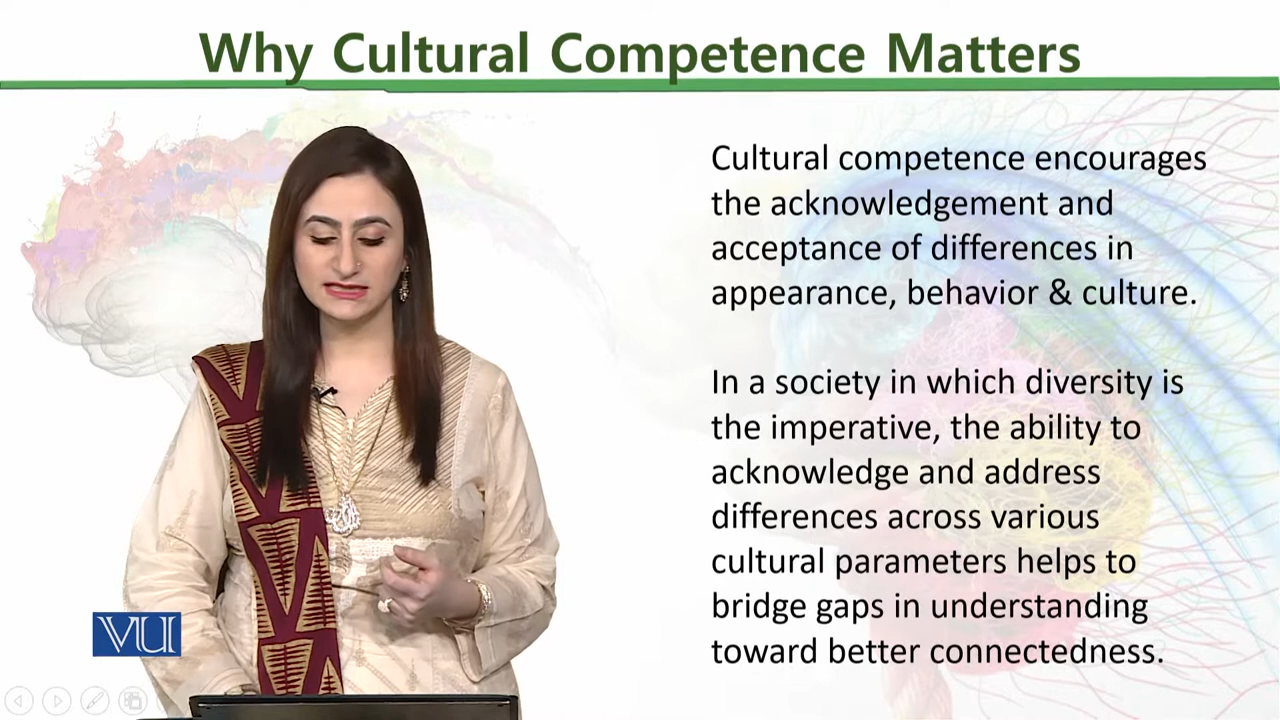 Why Cultural Competence Matters
Cultural competence encourages
the acknowledgement and
acceptance of differences in
appearance, behavior & culture.
In a society in which diversity is
the imperative, the ability to
acknowledge and address
differences across various
cultural parameters helps to
bridge gaps in understanding
toward better connectedness.
VU